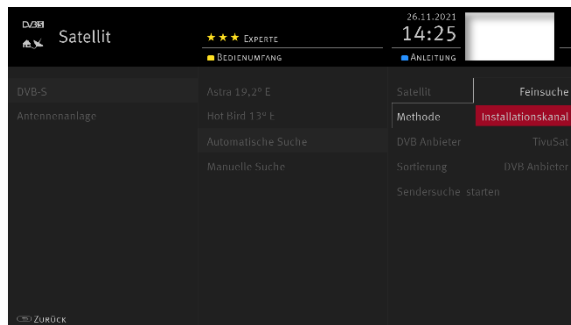 DVB-S
Satellit
★★★ EXPERTE
BEDIENUMFANG
26.11.2021
14:25
ANLEITUNG
DVB-S
Antennenanlage
Astra 19,2° E
Hot Bird 13° E
Automatische Suche
Manuelle Suche
Satellit
Methode
DVB Anbieter
Sortierung
Sendersuche starten
Feinsuche
Installationskanal
TivuSat
DVB Anbieter
ZURÜCK